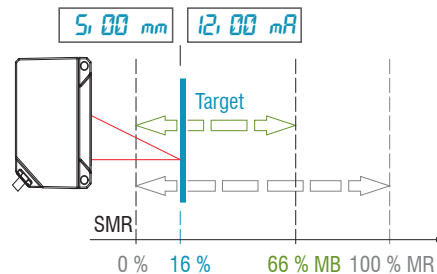 5,00 mm 12,00 mA
Target
SMR
0 % 16 % 66 % MB 100 % MR